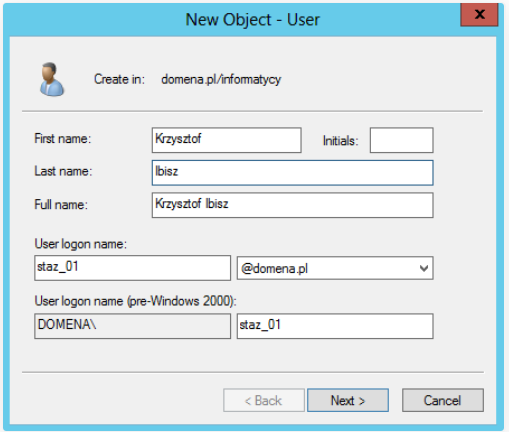 New Object - User
x
Create in: domena.pl/informatycy
First name: Krzysztof Initials:
Last name: Ibisz
Full name: Krzysztof Ibisz
User logon name:
staz_01 @domena.pl
User logon name (pre-Windows 2000):
DOMENA\ staz_01
< Back Next > Cancel